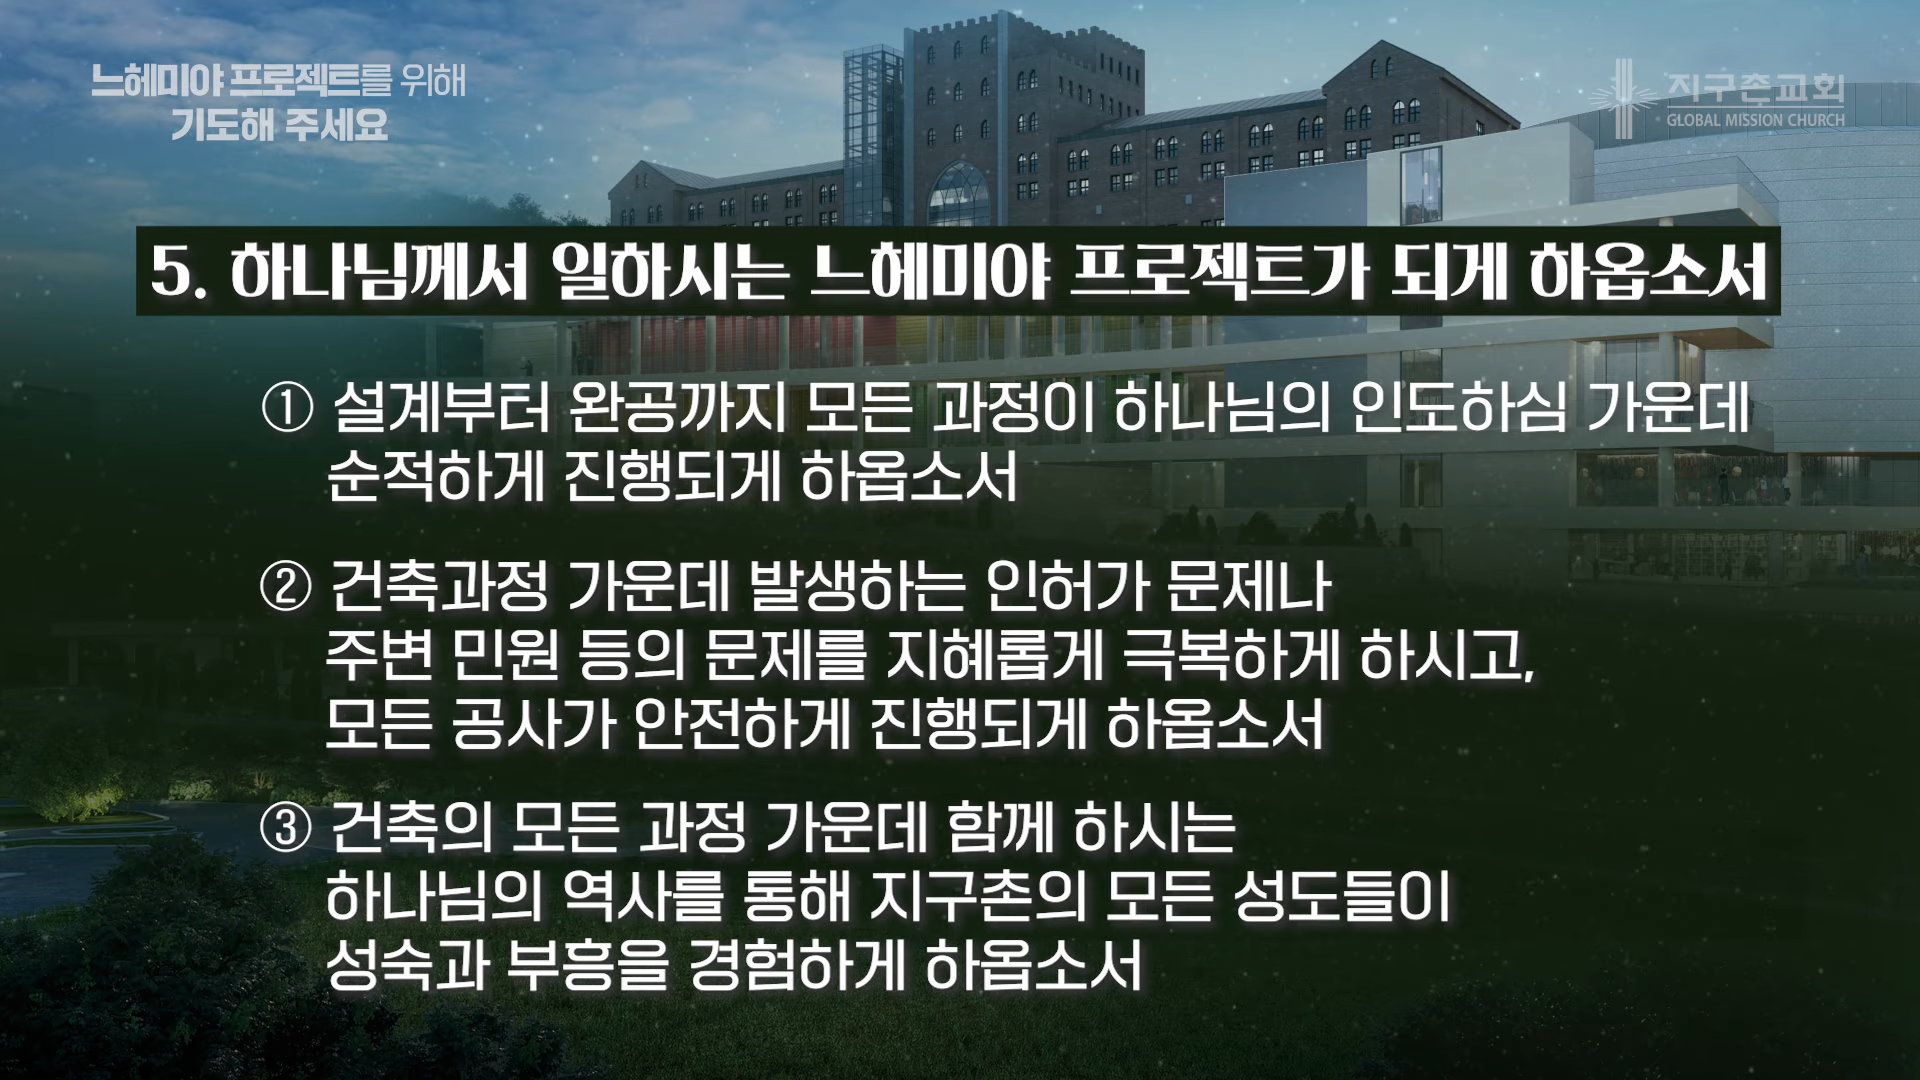 느헤미야 프로젝트를 위해
기도해 주세요
지구촌교회
GLOBAL MISSION CHURCH
5. 하나님께서 일하시는 느헤미야 프로젝트가 되게 하옵소서
① 설계부터 완공까지 모든 과정이 하나님의 인도하심 가운데
순적하게 진행되게 하옵소서
② 건축과정 가운데 발생하는 인허가 문제나
주변 민원 등의 문제를 지혜롭게 극복하게 하시고,
모든 공사가 안전하게 진행되게 하옵소서
③ 건축의 모든 과정 가운데 함께 하시는
하나님의 역사를 통해 지구촌의 모든 성도들이
성숙과 부흥을 경험하게 하옵소서